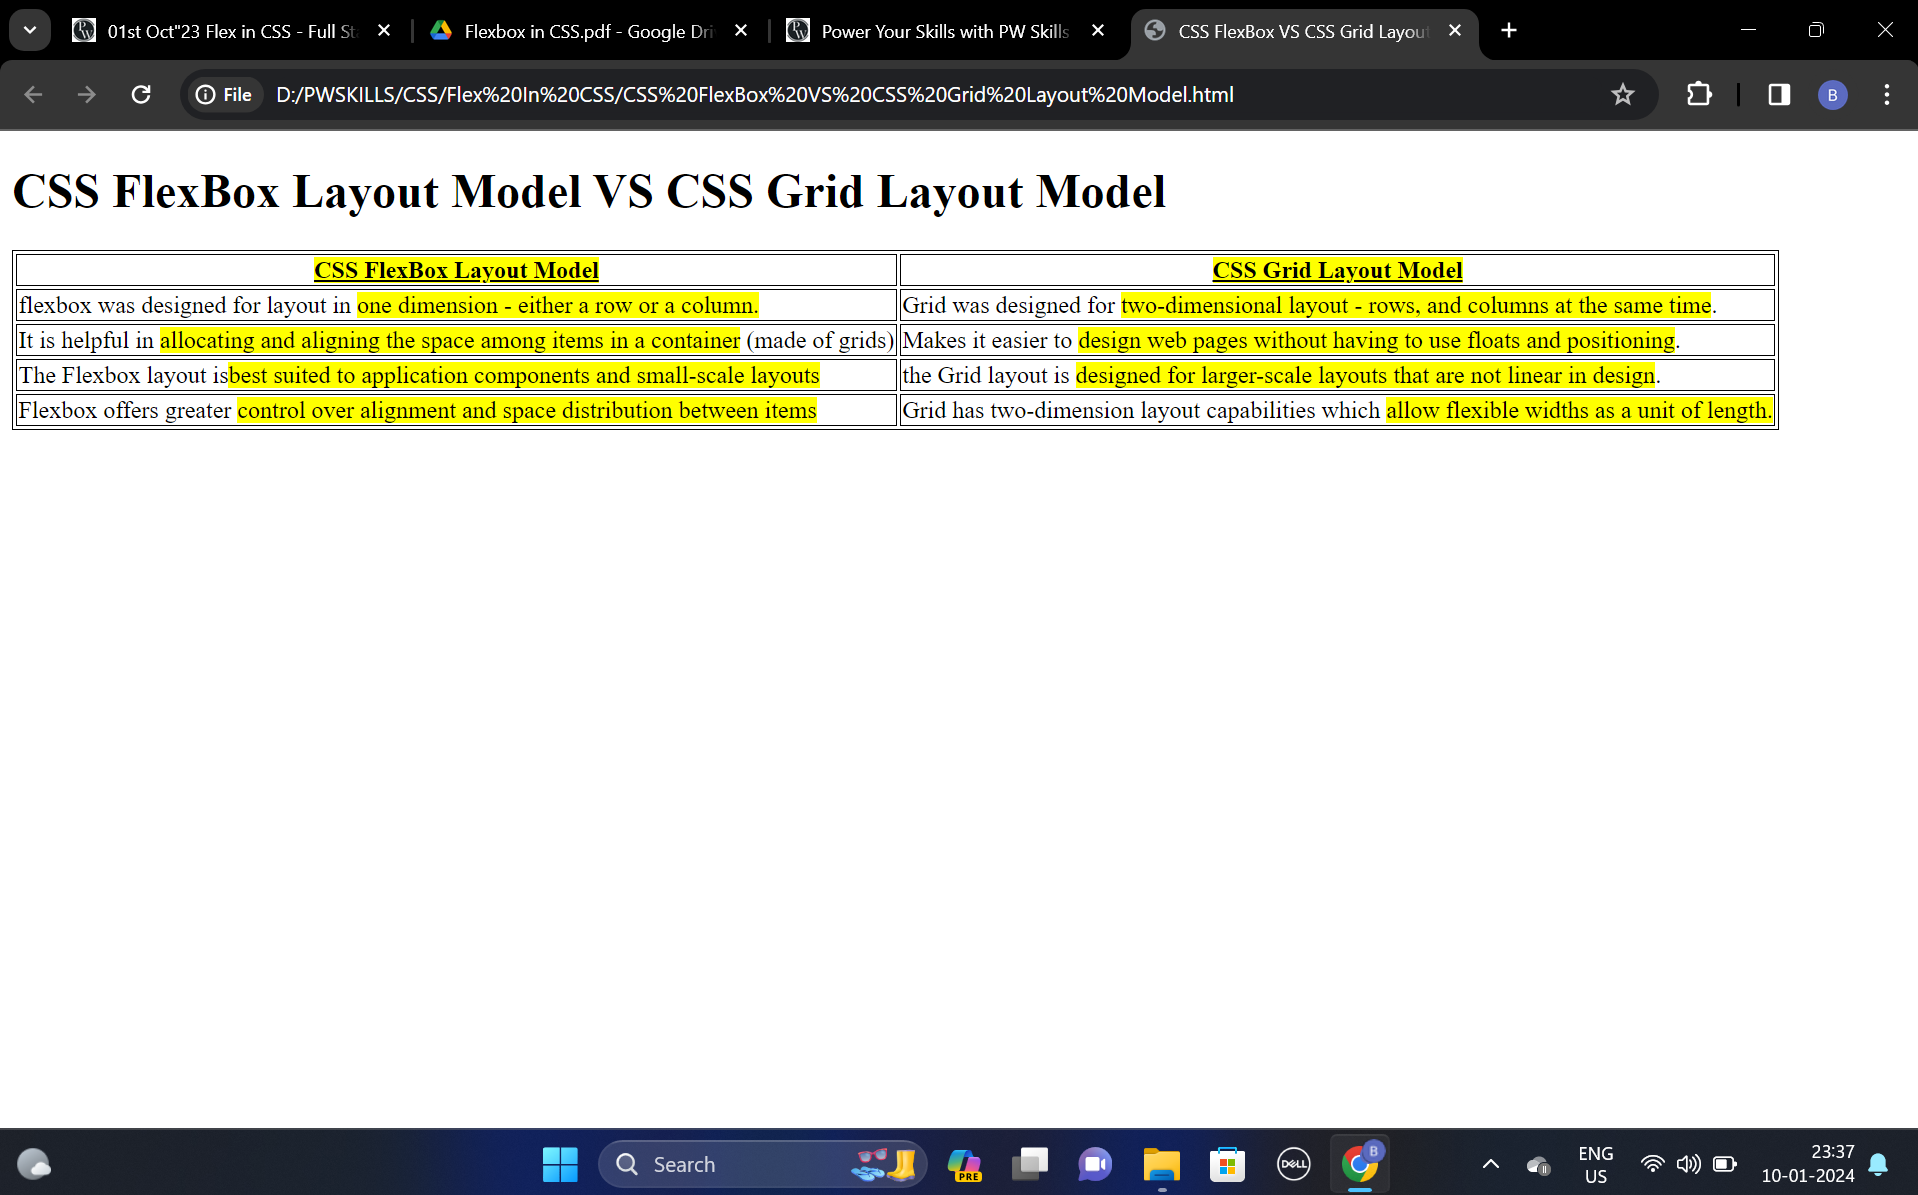 01st Oct"23 Flex in CSS - Full St
Flexbox in CSS.pdf - Google Dri
Power Your Skills with PW Skills
CSS FlexBox VS CSS Grid Layout
File
D:/PWSKILLS/CSS/Flex%20In%20CSS/CSS%20FlexBox%20VS%20CSS%20Grid%20Layout%20Model.html
B
CSS FlexBox Layout Model VS CSS Grid Layout Model
CSS FlexBox Layout Model
CSS Grid Layout Model
flexbox was designed for layout in one dimension - either a row or a column.
Grid was designed for two-dimensional layout - rows, and columns at the same time.
It is helpful in allocating and aligning the space among items in a container (made of grids)
Makes it easier to design web pages without having to use floats and positioning.
The Flexbox layout isbest suited to application components and small-scale layouts
the Grid layout is designed for larger-scale layouts that are not linear in design.
Flexbox offers greater control over alignment and space distribution between items
Grid has two-dimension layout capabilities which allow flexible widths as a unit of length.
Search
PRE
DELL
B
ENG
US
23:37
10-01-2024